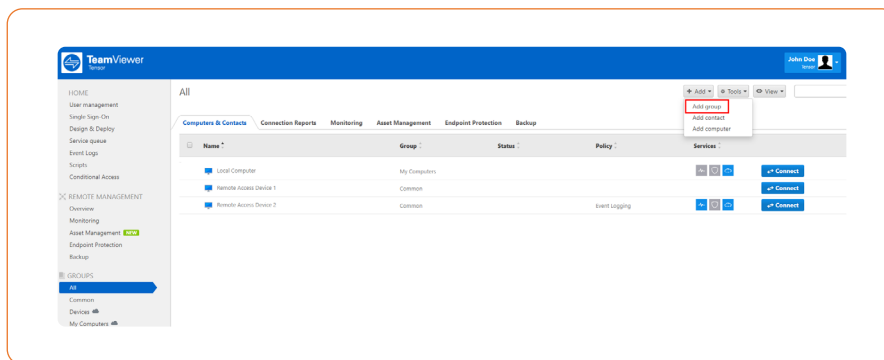 TeamViewer
Tensor
John Doe
Tensor
HOME
User management
Single Sign-On
Design & Deploy
Service queue
Event Logs
Scripts
Conditional Access
REMOTE MANAGEMENT
Overview
Monitoring
Asset Management NEW
Endpoint Protection
Backup
GROUPS
All
Common
Devices
My Computers
All
+ Add Tools View
Add group
Add contact
Add computer
Computers & Contacts Connection Reports Monitoring Asset Management Endpoint Protection Backup
Name Group Status Policy Services
Local Computer My Computers Connect
Remote Access Device 1 Common Connect
Remote Access Device 2 Common Event Logging Connect